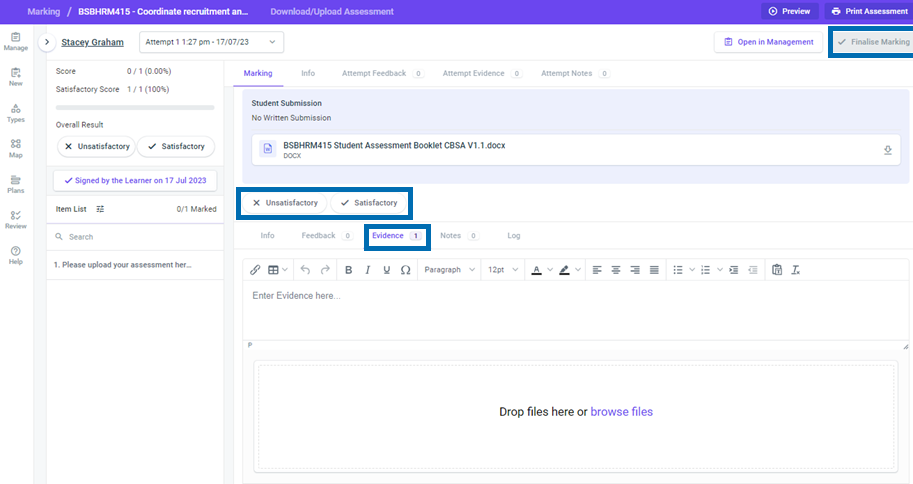 Marking / BSBHRM415 - Coordinate recruitment an... Download/Upload Assessment Preview Print Assessment
Manage
New
Types
Map
Plans
Review
Help
Stacey Graham Attempt 1 1:27 pm - 17/07/23 Open in Management Finalise Marking
Score 0 / 1 (0.00%)
Satisfactory Score 1 / 1 (100%)
Overall Result
Unsatisfactory Satisfactory
Signed by the Learner on 17 Jul 2023
Item List 0/1 Marked
Search
1. Please upload your assessment her...
Marking Info Attempt Feedback 0 Attempt Evidence 0 Attempt Notes 0
Student Submission
No Written Submission
BSBHRM415 Student Assessment Booklet CBSA V1.1.docx
DOCX
Unsatisfactory Satisfactory
Info Feedback 0 Evidence 1 Notes 0 Log
B I U Ω Paragraph 12pt A
Enter Evidence here...
P
Drop files here or browse files